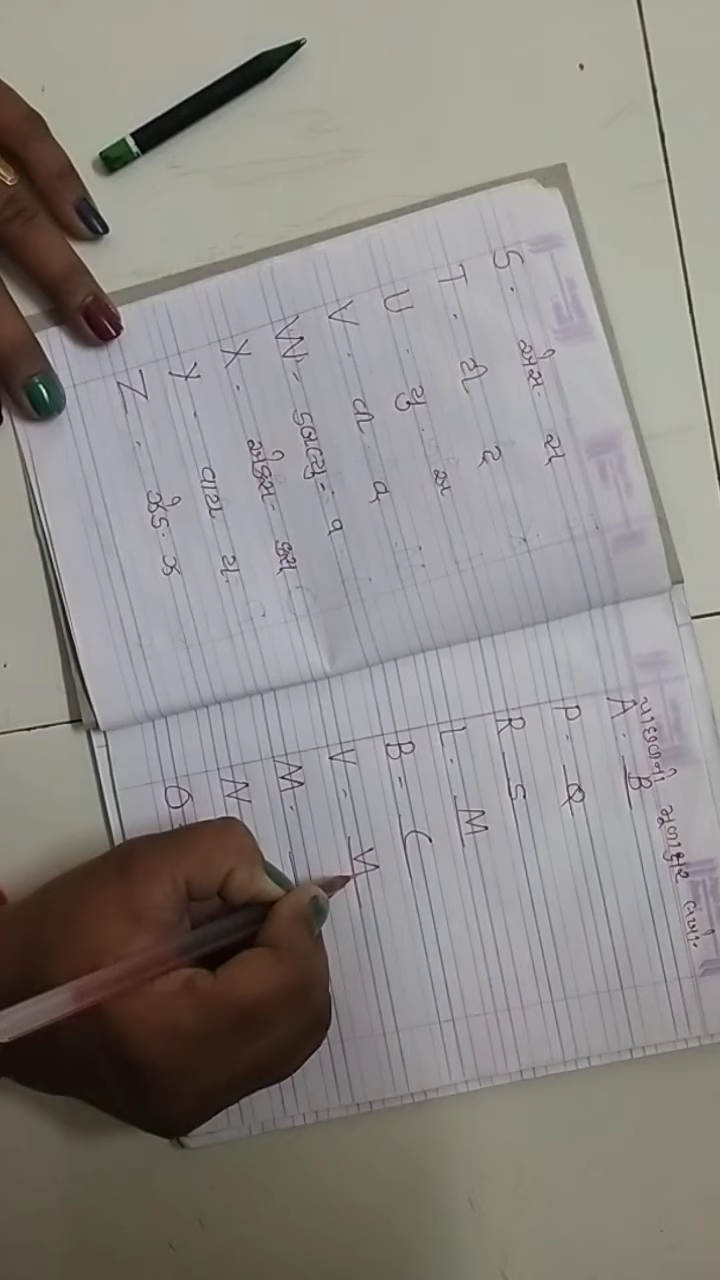 S. એસ. સ
T. ટી ટ
U. યુ. અ
V. વી વ
W- ડબલ્યુ- વ
X- એક્સ- ક્ષ
Y- વાય ય.
Z. ઝેડ. ઝ
પાછળનો મૂળાક્ષર લખો.
A. B
P- Q
R S
L. M
B- C
V-
M.
N
O